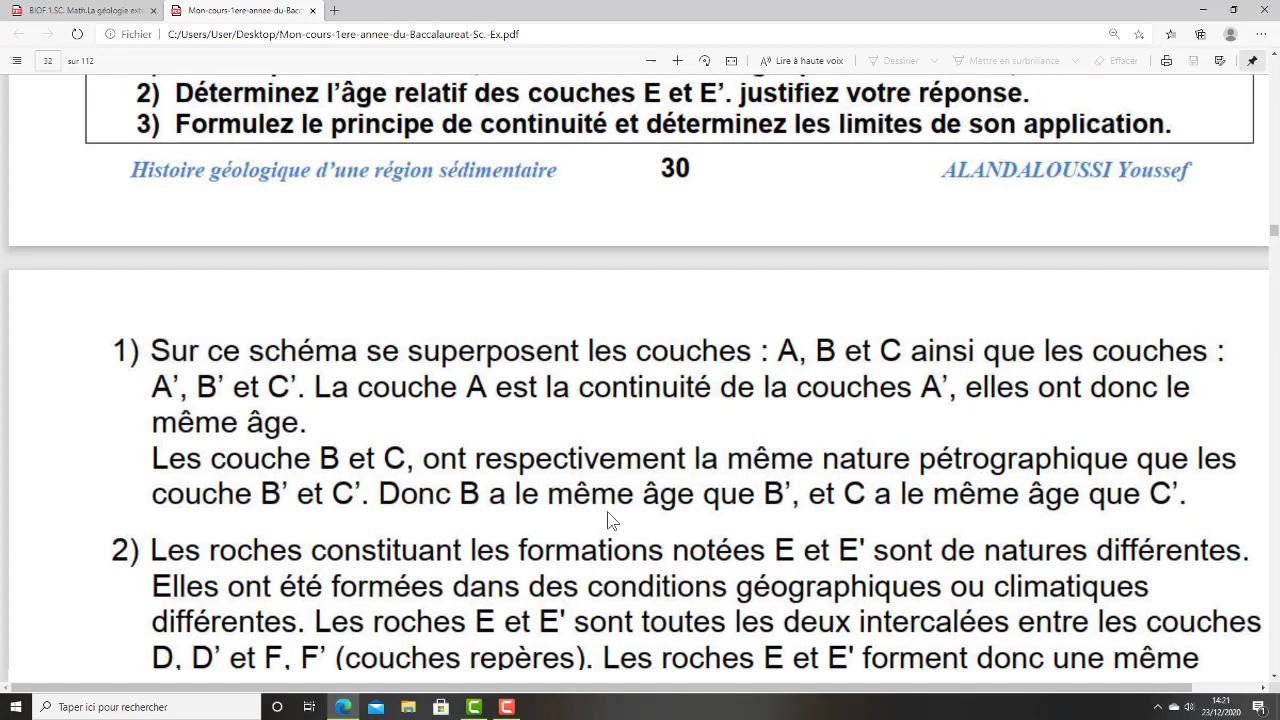 BIOF.1.SC. Math.La géologie exte
Mon-cours-1ere-annee-du-Bacca
Fichier
C:/Users/User/Desktop/Mon-cours-1ere-annee-du-Baccalaureat-Sc.-Ex.pdf
32 sur 112
Lire à haute voix
Dessiner
Mettre en surbrillance
Effacer
2) Déterminez l’âge relatif des couches E et E’. justifiez votre réponse.
3) Formulez le principe de continuité et déterminez les limites de son application.
Histoire géologique d’une région sédimentaire 30 ALANDALOUSSI Youssef
1) Sur ce schéma se superposent les couches : A, B et C ainsi que les couches :
A’, B’ et C’. La couche A est la continuité de la couches A’, elles ont donc le
même âge.
Les couche B et C, ont respectivement la même nature pétrographique que les
couche B’ et C’. Donc B a le même âge que B’, et C a le même âge que C’.
2) Les roches constituant les formations notées E et E' sont de natures différentes.
Elles ont été formées dans des conditions géographiques ou climatiques
différentes. Les roches E et E' sont toutes les deux intercalées entre les couches
D, D’ et F, F’ (couches repères). Les roches E et E' forment donc une même
Taper ici pour rechercher
14:21
23/12/2020